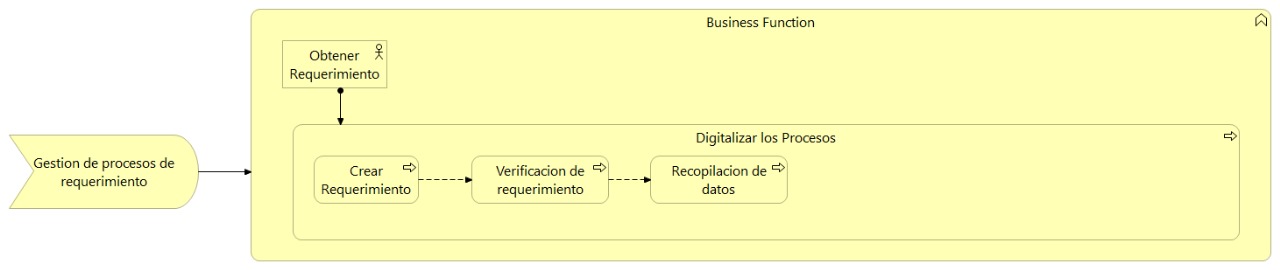 Business Function
Obtener
Requerimiento
Gestion de procesos de
requerimiento
Digitalizar los Procesos
Crear
Requerimiento
Verificacion de
requerimiento
Recopilacion de
datos